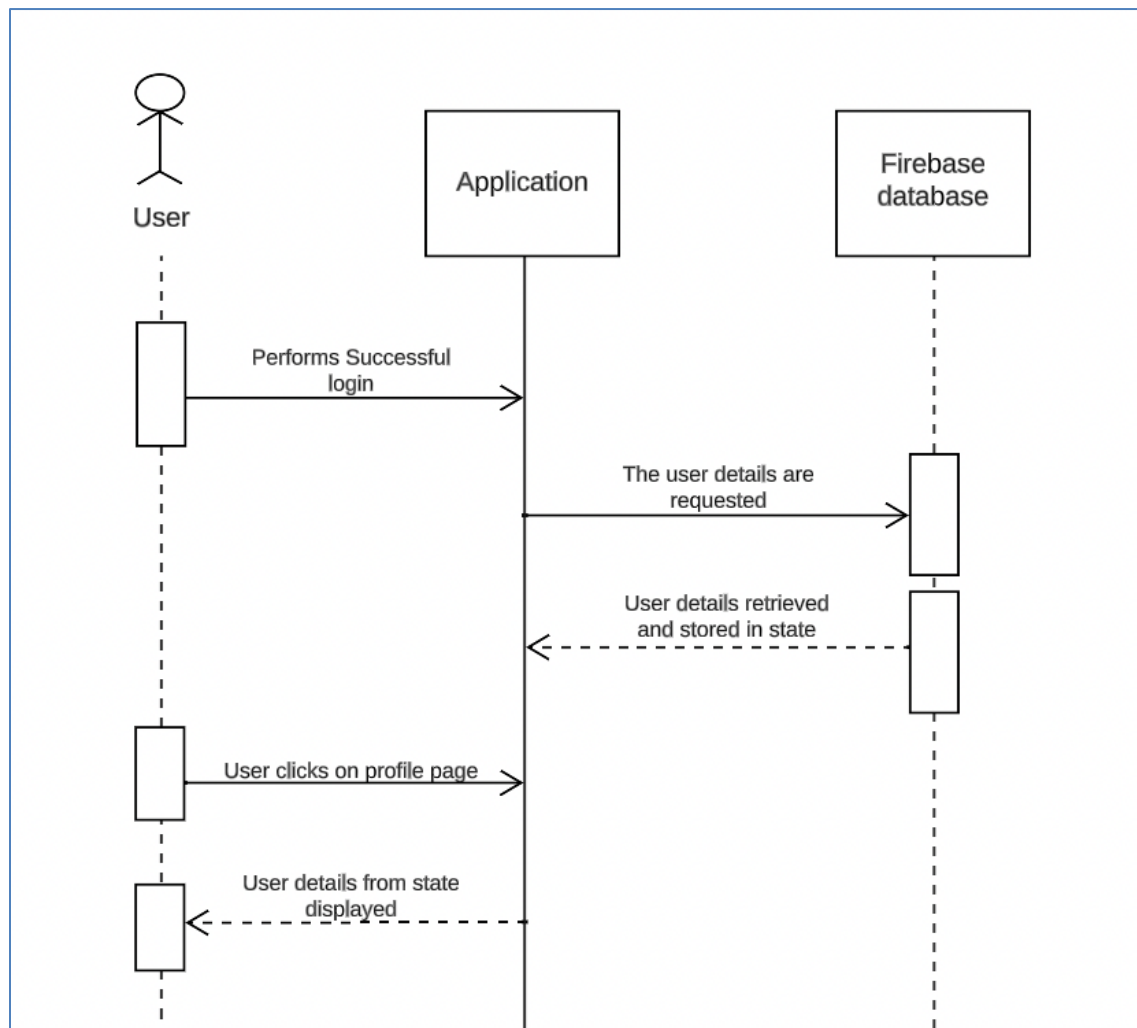 User
Application
Firebase
database
Performs Successful
login
The user details are
requested
User details retrieved
and stored in state
User clicks on profile page
User details from state
displayed